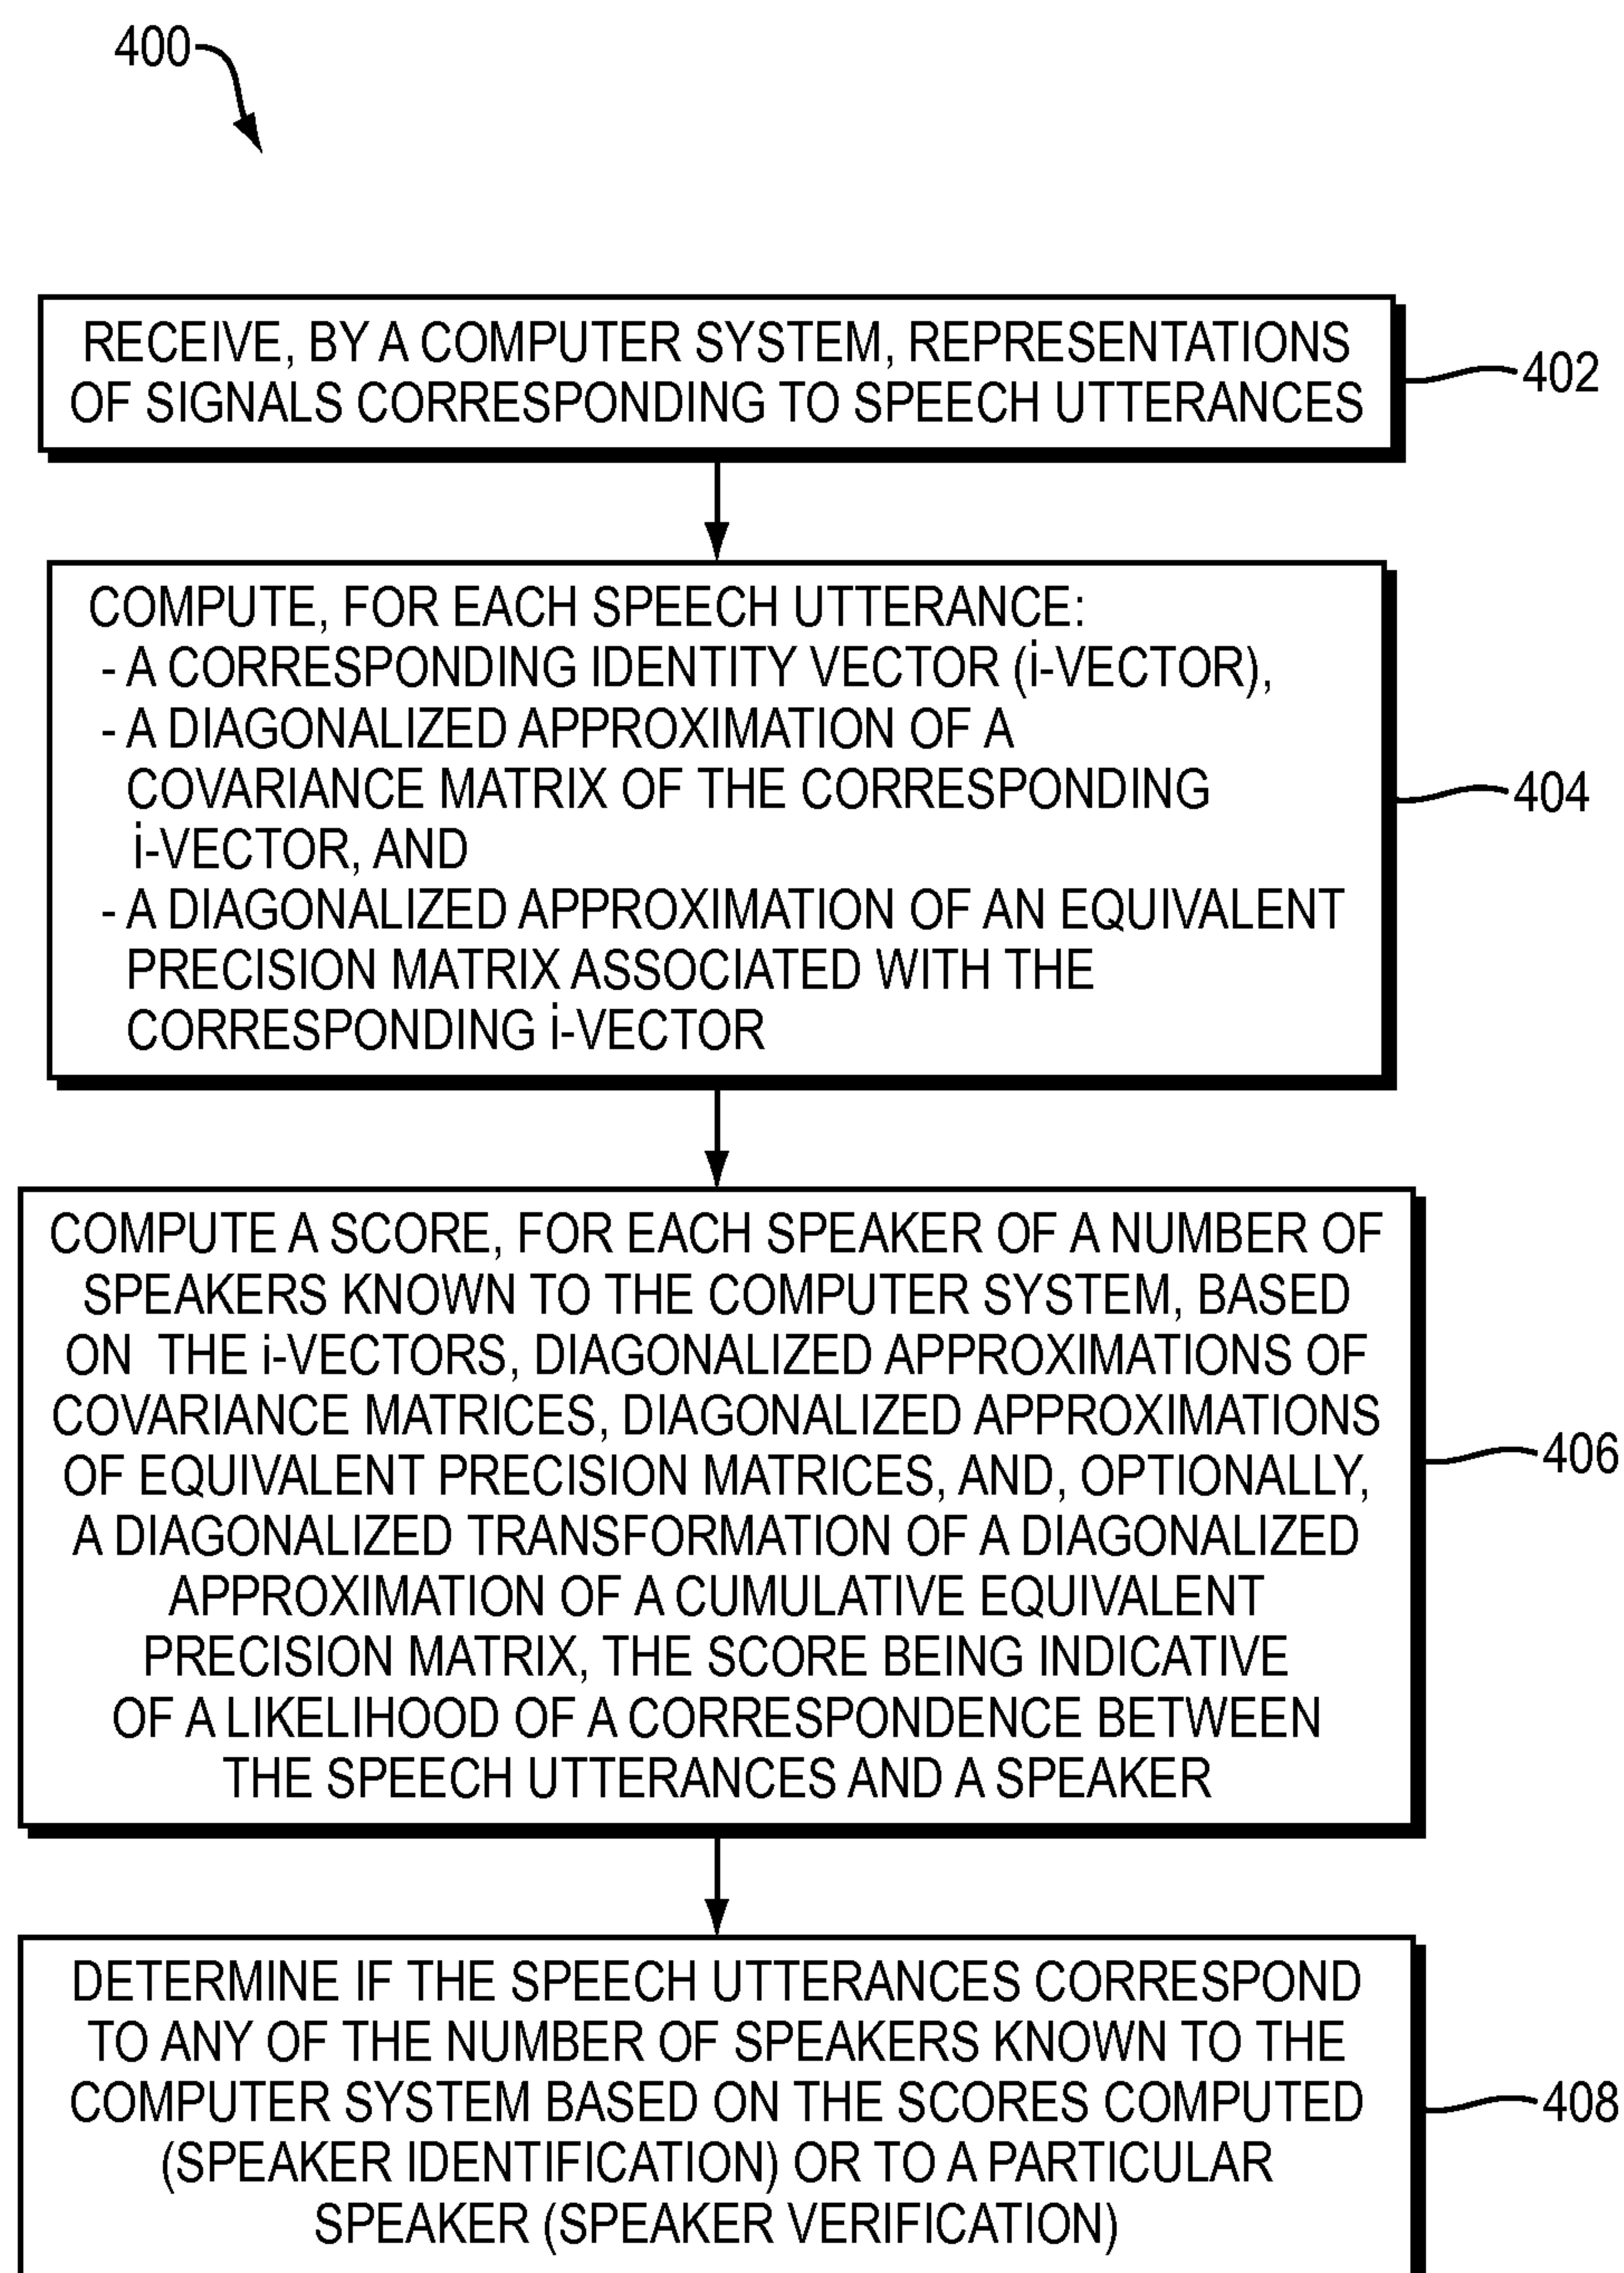 400
RECEIVE, BY A COMPUTER SYSTEM, REPRESENTATIONS
OF SIGNALS CORRESPONDING TO SPEECH UTTERANCES
402
COMPUTE, FOR EACH SPEECH UTTERANCE:
- A CORRESPONDING IDENTITY VECTOR (i-VECTOR),
- A DIAGONALIZED APPROXIMATION OF A
COVARIANCE MATRIX OF THE CORRESPONDING
i-VECTOR, AND
- A DIAGONALIZED APPROXIMATION OF AN EQUIVALENT
PRECISION MATRIX ASSOCIATED WITH THE
CORRESPONDING i-VECTOR
404
COMPUTE A SCORE, FOR EACH SPEAKER OF A NUMBER OF
SPEAKERS KNOWN TO THE COMPUTER SYSTEM, BASED
ON THE i-VECTORS, DIAGONALIZED APPROXIMATIONS OF
COVARIANCE MATRICES, DIAGONALIZED APPROXIMATIONS
OF EQUIVALENT PRECISION MATRICES, AND, OPTIONALLY,
A DIAGONALIZED TRANSFORMATION OF A DIAGONALIZED
APPROXIMATION OF A CUMULATIVE EQUIVALENT
PRECISION MATRIX, THE SCORE BEING INDICATIVE
OF A LIKELIHOOD OF A CORRESPONDENCE BETWEEN
THE SPEECH UTTERANCES AND A SPEAKER
406
DETERMINE IF THE SPEECH UTTERANCES CORRESPOND
TO ANY OF THE NUMBER OF SPEAKERS KNOWN TO THE
COMPUTER SYSTEM BASED ON THE SCORES COMPUTED
(SPEAKER IDENTIFICATION) OR TO A PARTICULAR
SPEAKER (SPEAKER VERIFICATION)
408